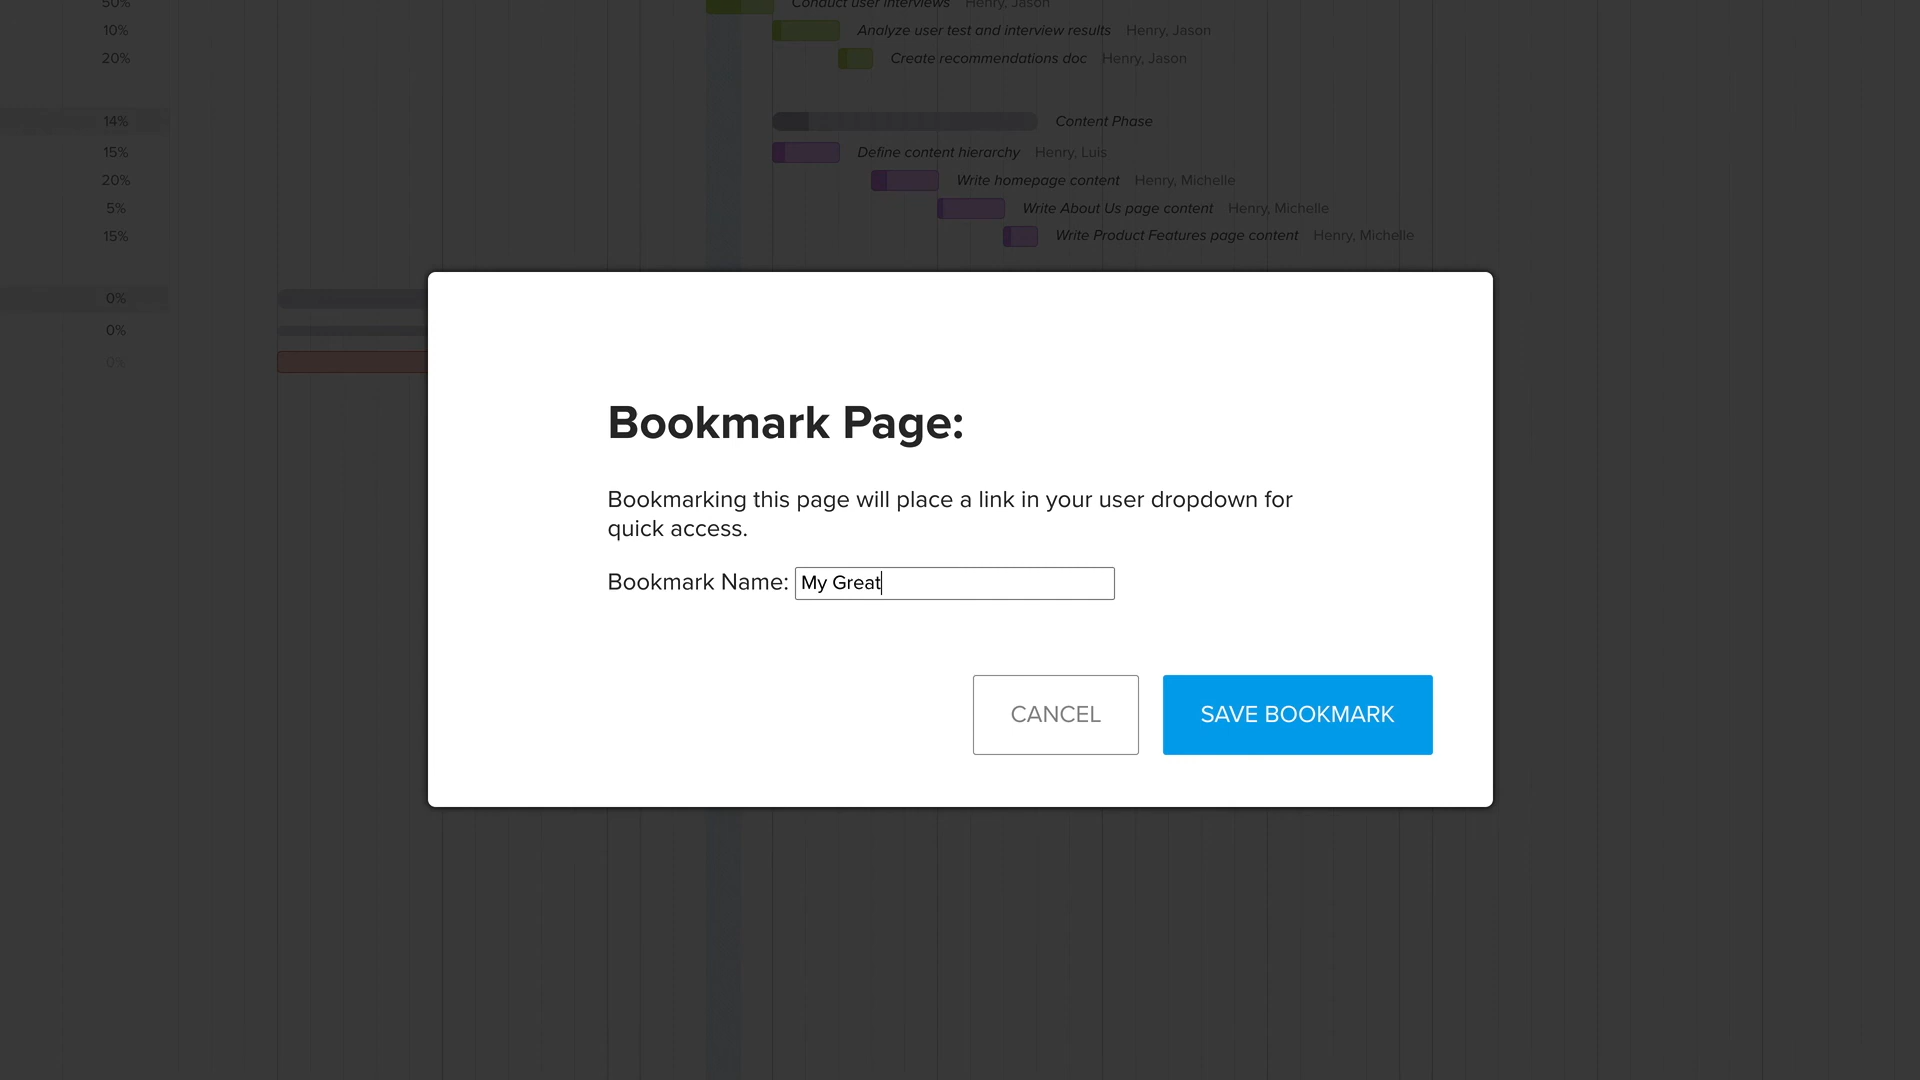 50% Conduct user interviews Henry, Jason
10% Analyze user test and interview results Henry, Jason
20% Create recommendations doc Henry, Jason
14% Content Phase
15% Define content hierarchy Henry, Luis
20% Write homepage content Henry, Michelle
5% Write About Us page content Henry, Michelle
15% Write Product Features page content Henry, Michelle
0%
0%
0%
Bookmark Page:
Bookmarking this page will place a link in your user dropdown for
quick access.
Bookmark Name: My Great
CANCEL SAVE BOOKMARK